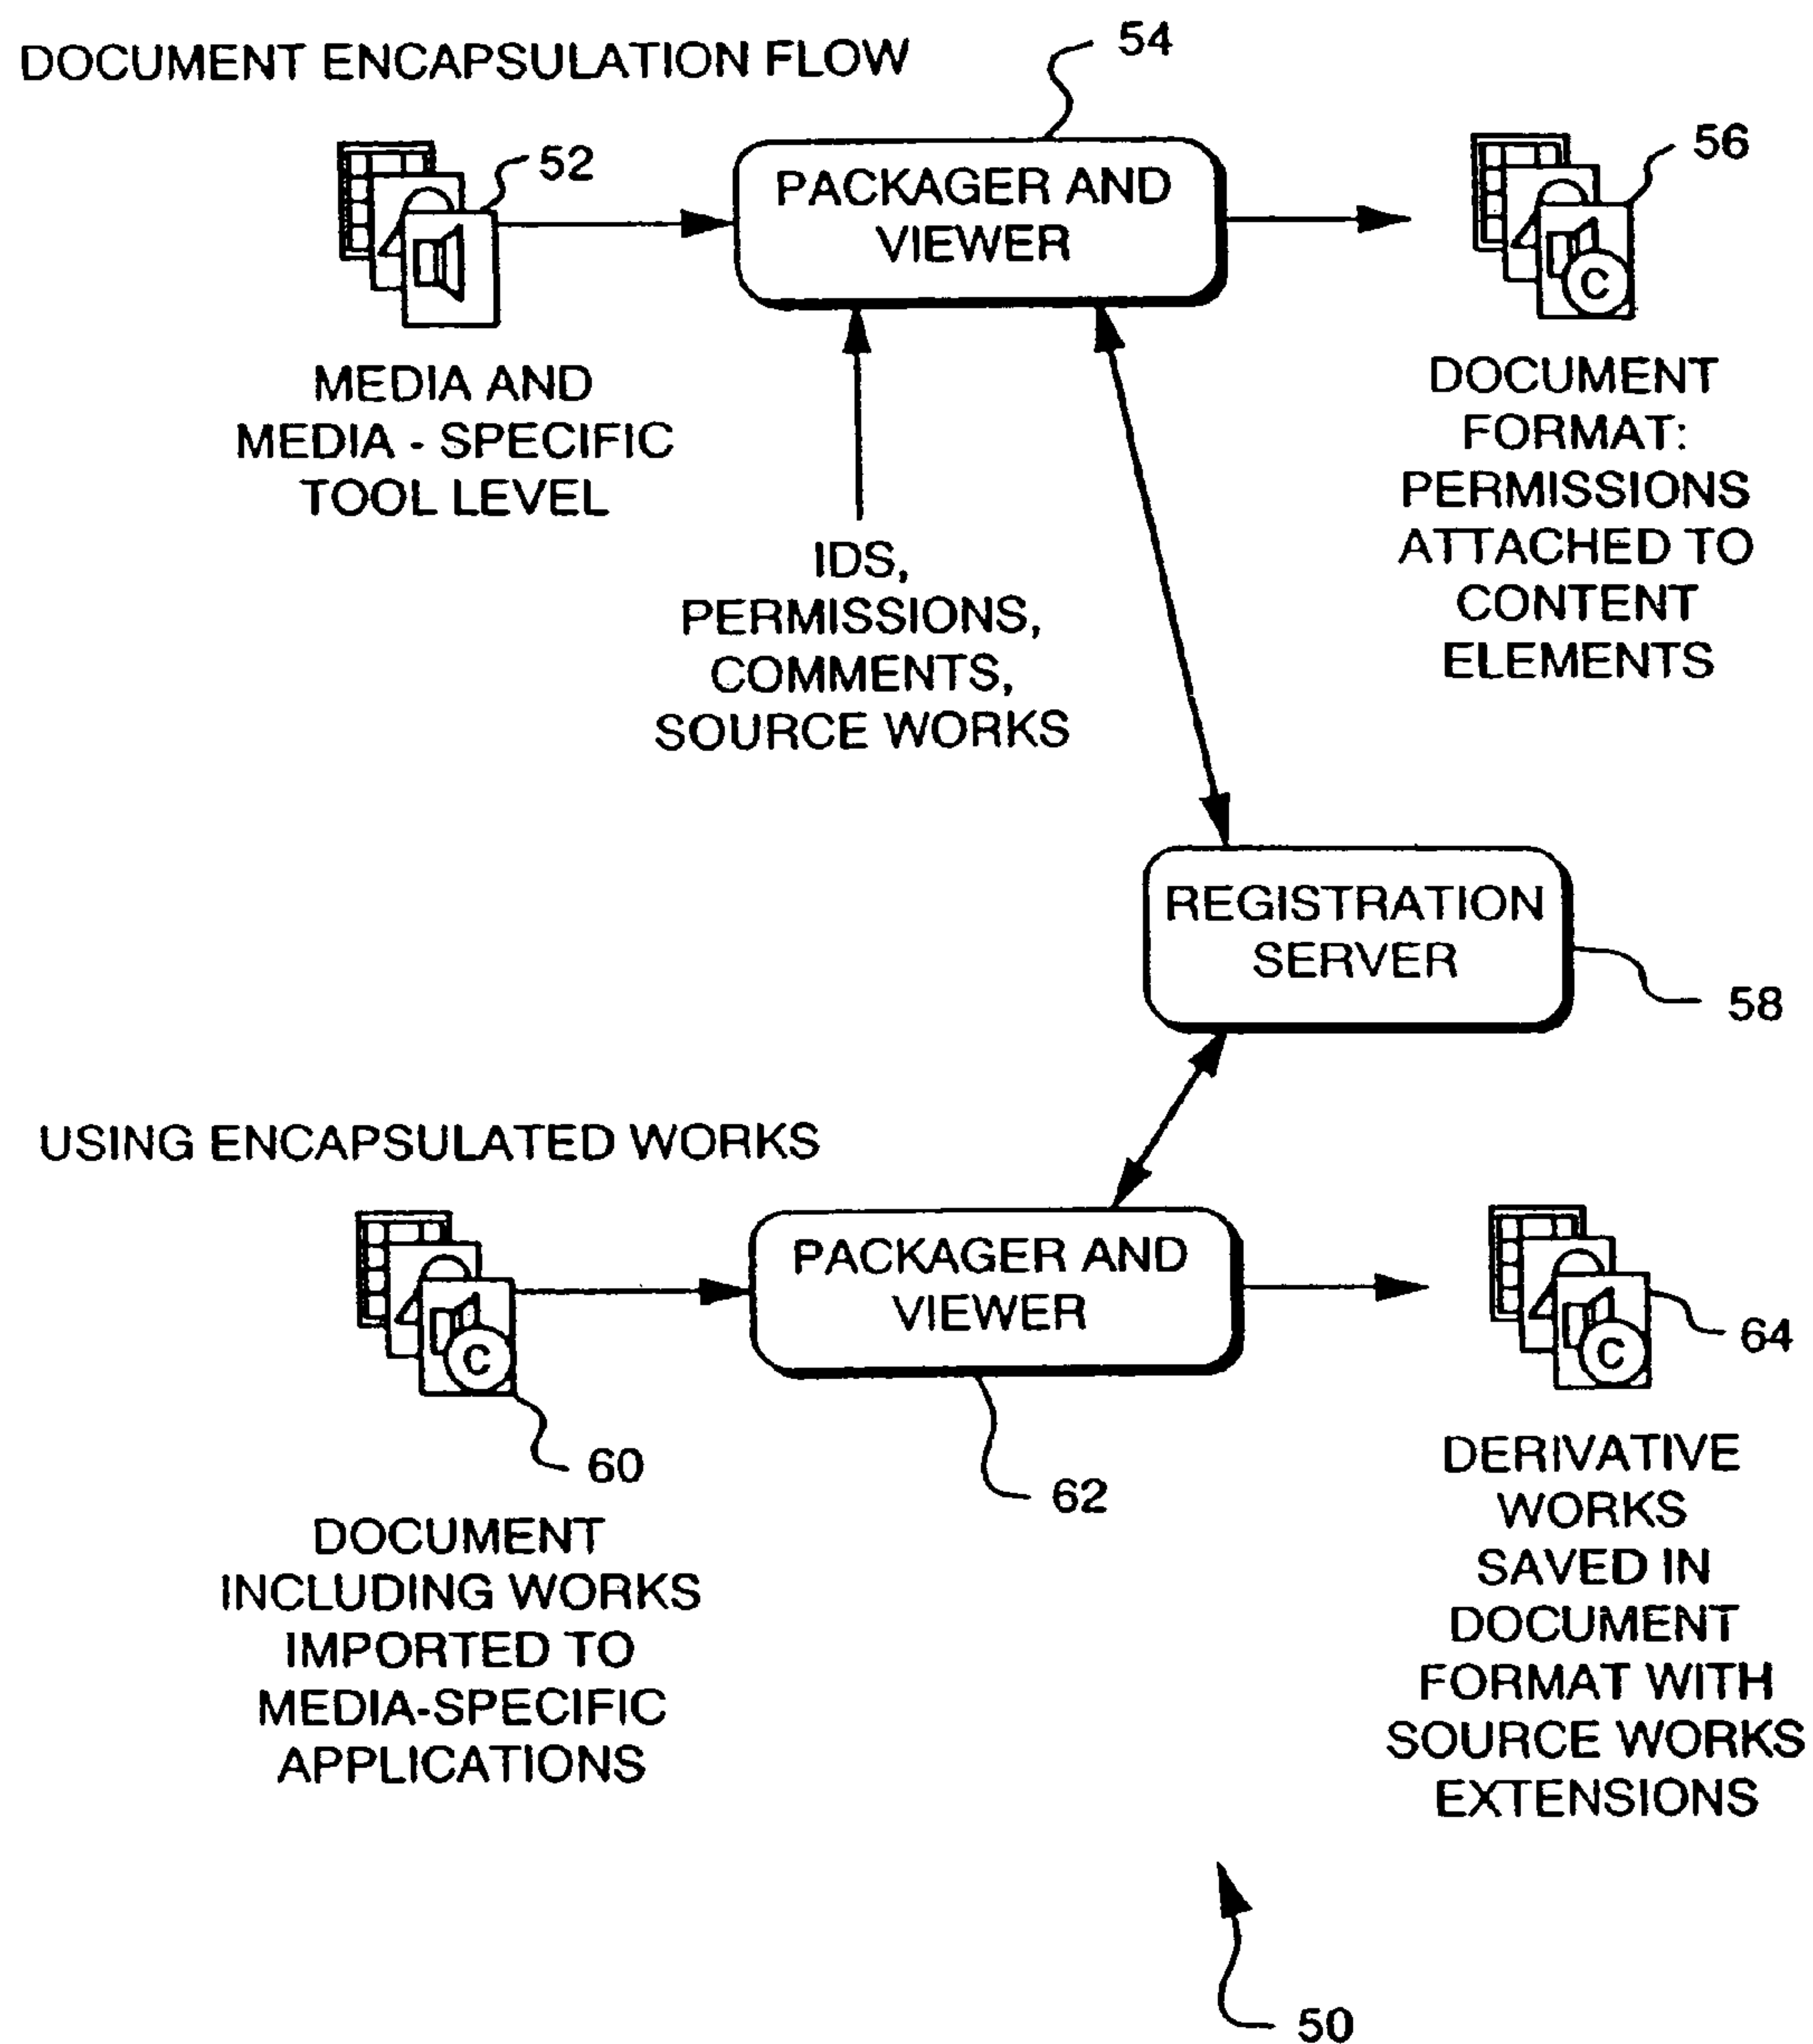 DOCUMENT ENCAPSULATION FLOW
54
52
PACKAGER AND
VIEWER
56
C
MEDIA AND
MEDIA - SPECIFIC
TOOL LEVEL
IDS,
PERMISSIONS,
COMMENTS,
SOURCE WORKS
DOCUMENT
FORMAT:
PERMISSIONS
ATTACHED TO
CONTENT
ELEMENTS
REGISTRATION
SERVER
58
USING ENCAPSULATED WORKS
C
60
PACKAGER AND
VIEWER
62
C
64
DOCUMENT
INCLUDING WORKS
IMPORTED TO
MEDIA-SPECIFIC
APPLICATIONS
DERIVATIVE
WORKS
SAVED IN
DOCUMENT
FORMAT WITH
SOURCE WORKS
EXTENSIONS
50